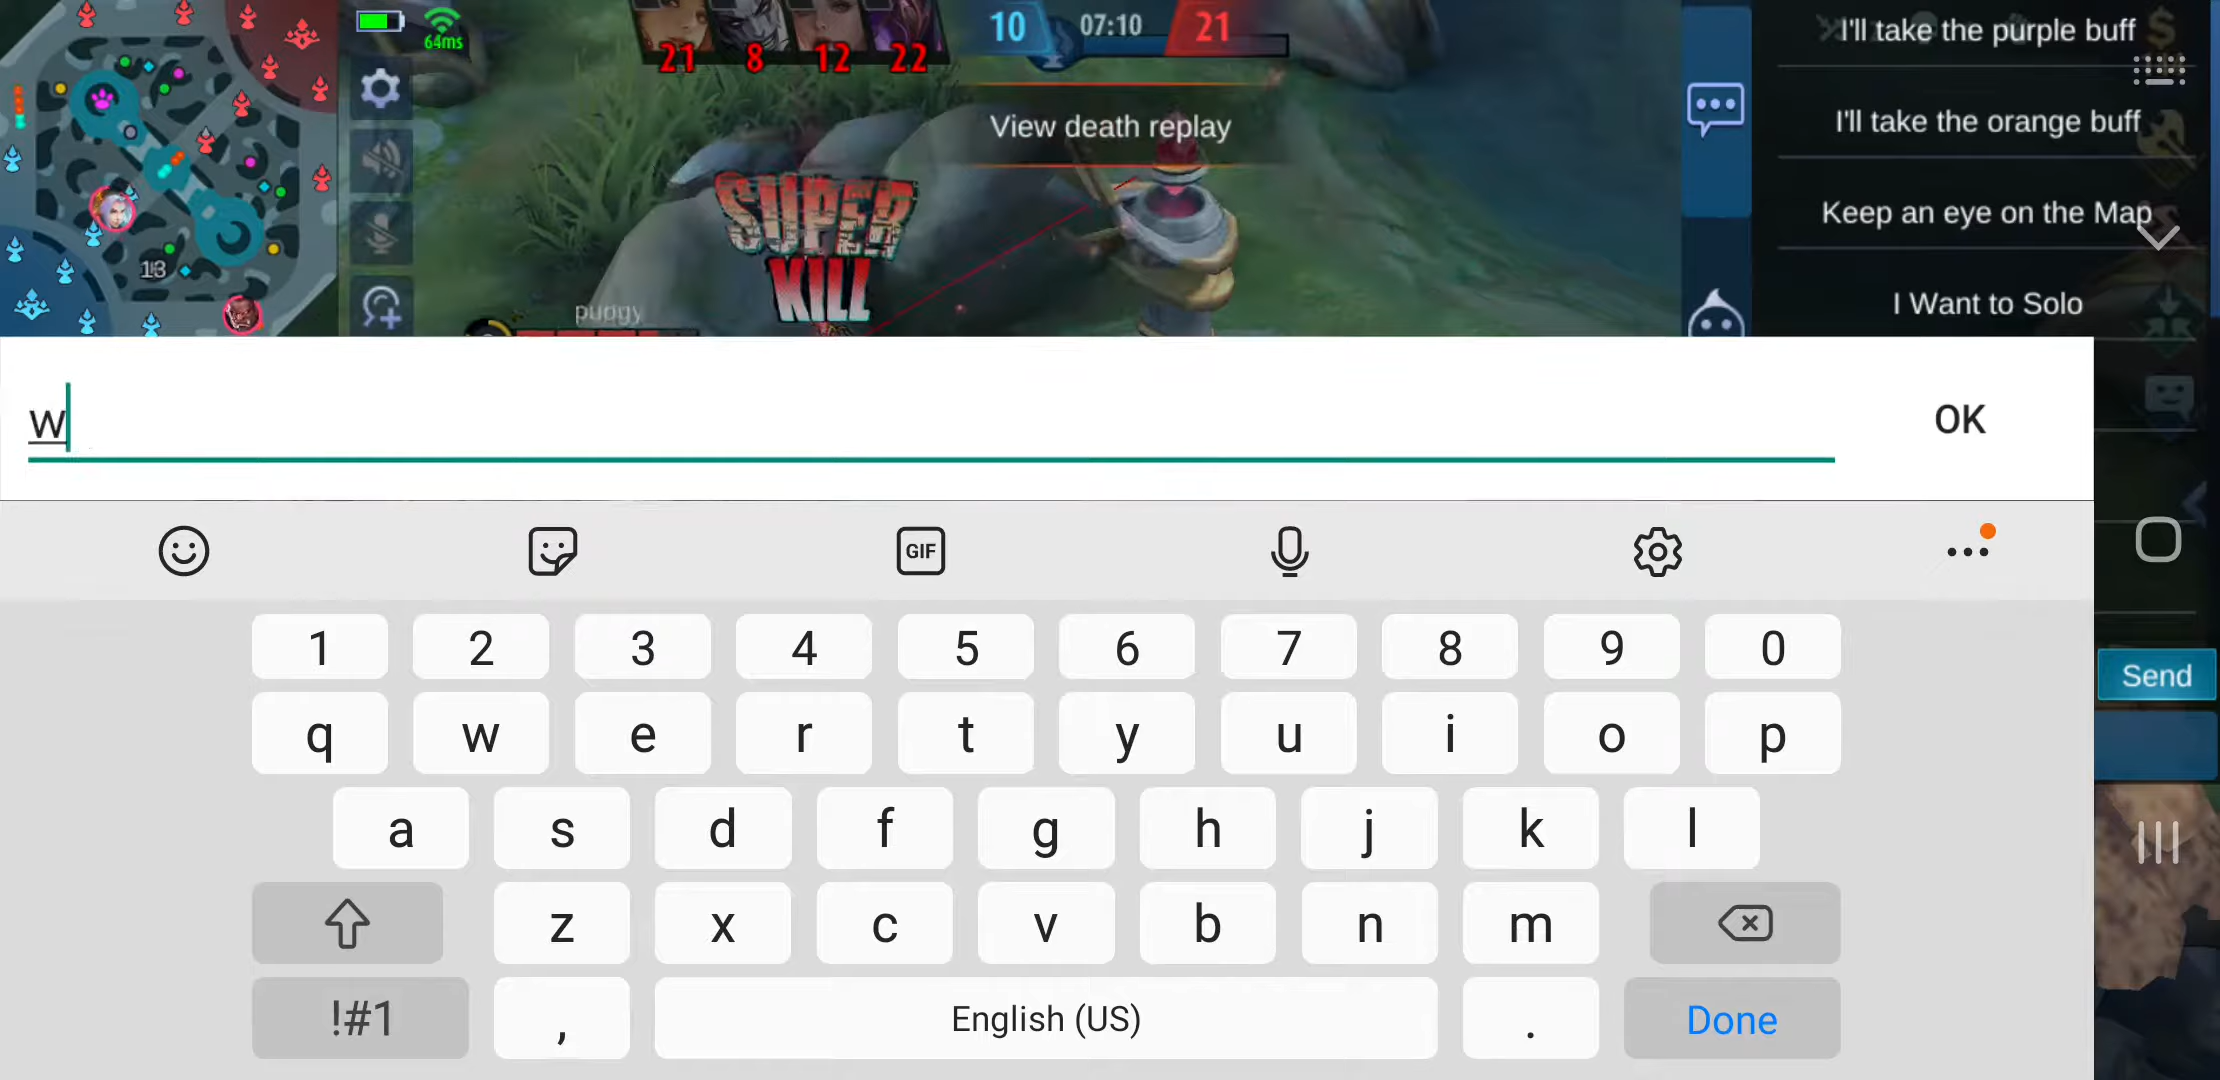 64ms
21 8 12 22
10 07:10 21
View death replay
SUPER
KILL
13
I'll take the purple buff
I'll take the orange buff
Keep an eye on the Map
I Want to Solo
w
OK
GIF
1 2 3 4 5 6 7 8 9 0
q w e r t y u i o p
a s d f g h j k l
z x c v b n m
!#1 , English (US) . Done
Send